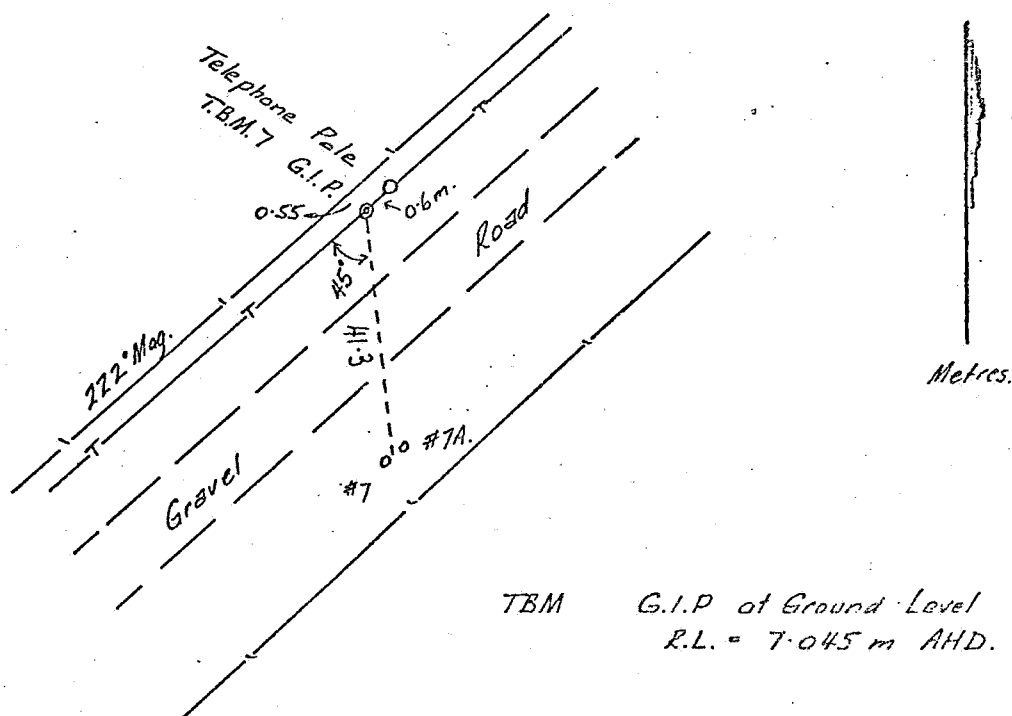 Telephone Pole
T.B.M. 7 G.I.P.
0.55
0.6m.
45°
41.3
222° Mag.
Road
Gravel
#7A.
#7
Metres.
TBM G.I.P at Ground Level
R.L. = 7.045 m AHD.
T
T
T